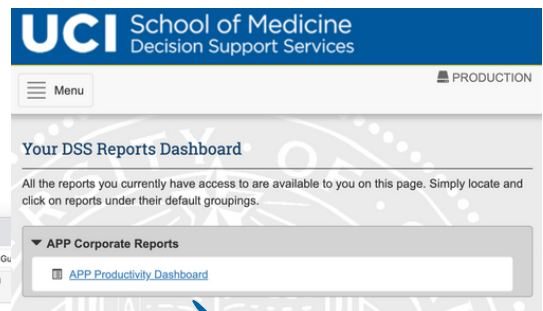 UCI School of Medicine
Decision Support Services
Menu
PRODUCTION
Your DSS Reports Dashboard
All the reports you currently have access to are available to you on this page. Simply locate and
click on reports under their default groupings.
APP Corporate Reports
APP Productivity Dashboard